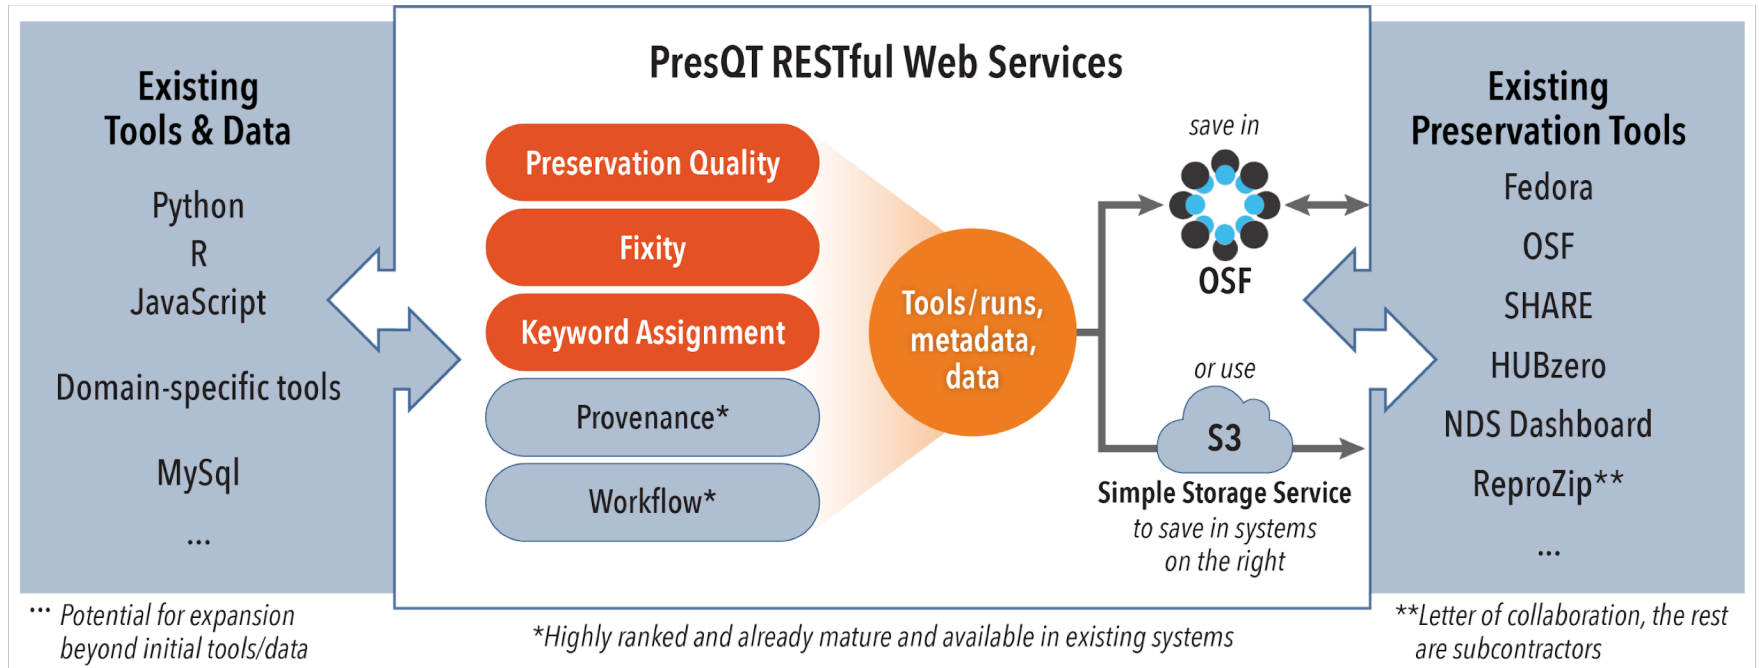 PresQT RESTful Web Services
Existing
Tools & Data
Python
R
JavaScript
Domain-specific tools
MySql
...
Preservation Quality
Fixity
Keyword Assignment
Provenance*
Workflow*
Tools/runs,
metadata,
data
save in
OSF
or use
S3
Simple Storage Service
to save in systems
on the right
Existing
Preservation Tools
Fedora
OSF
SHARE
HUBzero
NDS Dashboard
ReproZip**
...
... Potential for expansion
beyond initial tools/data
*Highly ranked and already mature and available in existing systems
**Letter of collaboration, the rest
are subcontractors